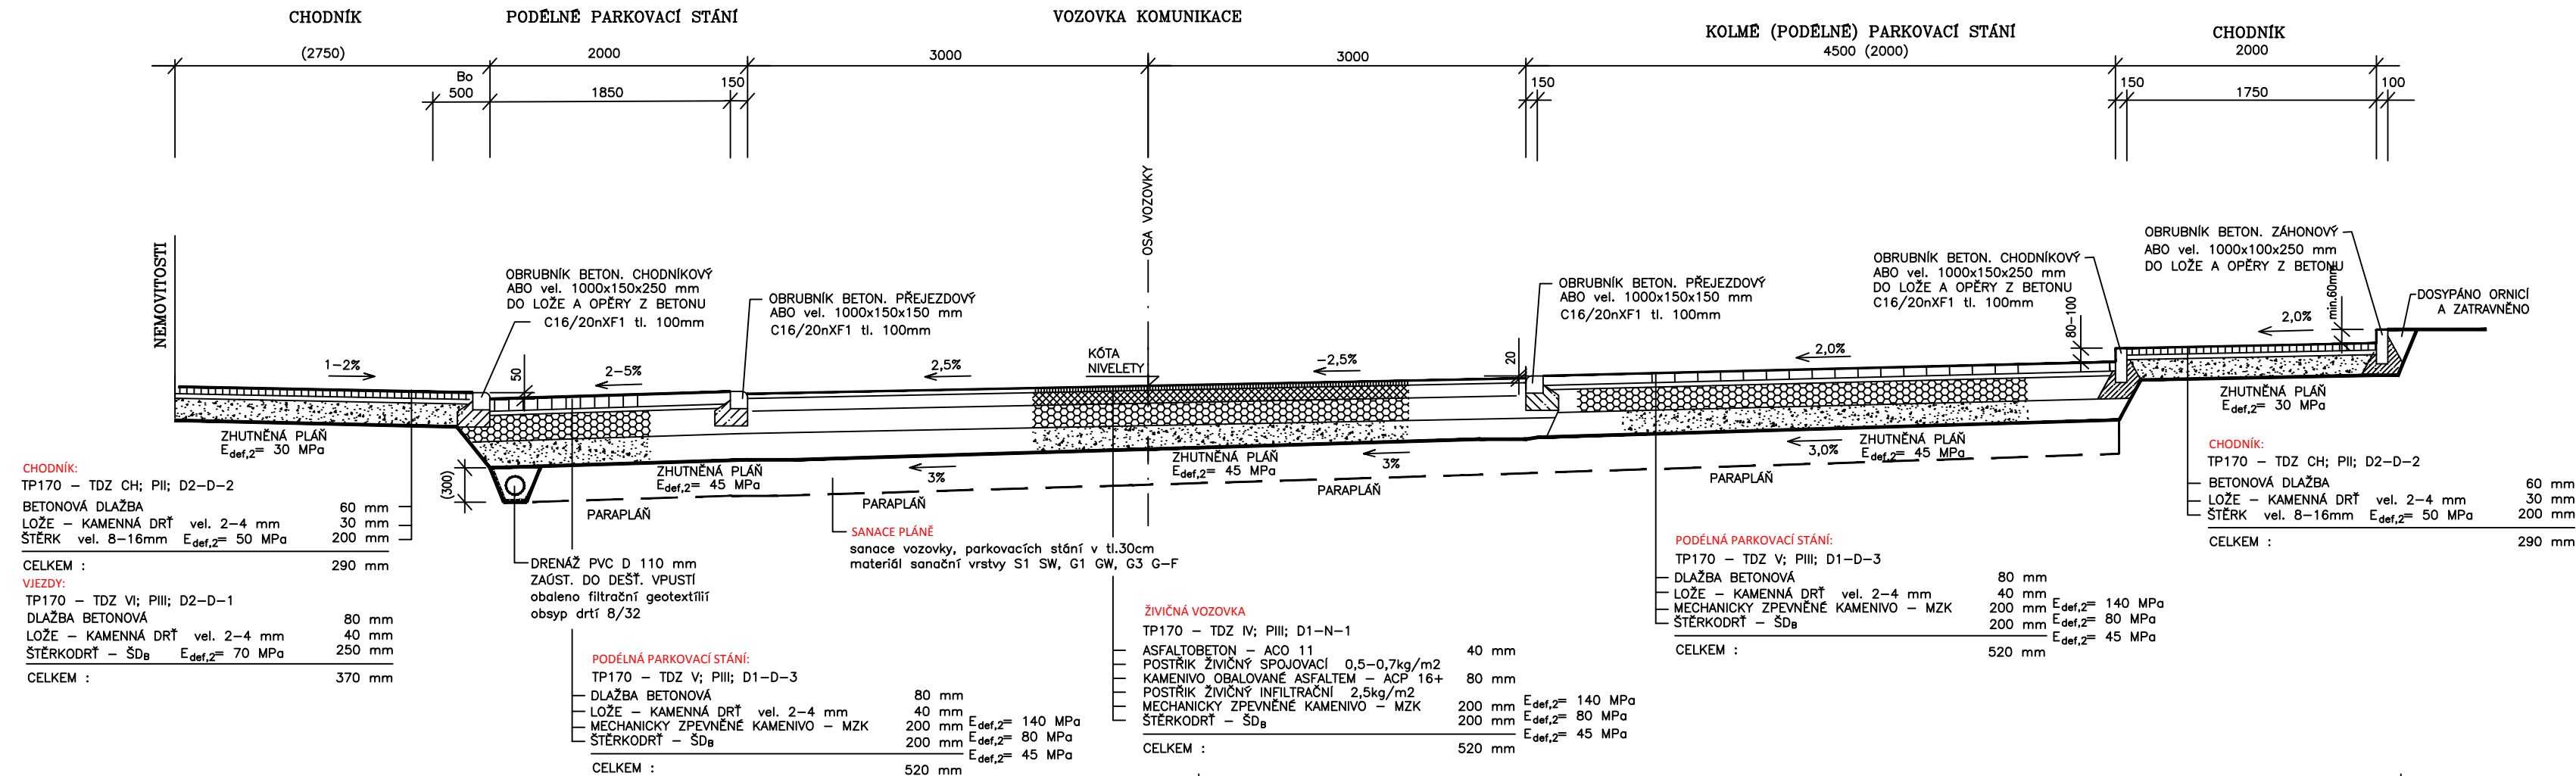 CHODNÍK
PODÉLNÉ PARKOVACÍ STÁNÍ
VOZOVKA KOMUNIKACE
KOLMÉ (PODÉLNÉ) PARKOVACÍ STÁNÍ
CHODNÍK
(2750)
2000
3000
3000
4500 (2000)
2000
Bo
500
1850
150
150
150
1750
100
NEMOVITOSTI
OSA VOZOVKY
OBRUBNÍK BETON. CHODNÍKOVÝ
ABO vel. 1000x150x250 mm
DO LOŽE A OPĚRY Z BETONU
C16/20nXF1 tl. 100mm
OBRUBNÍK BETON. PŘEJEZDOVÝ
ABO vel. 1000x150x150 mm
C16/20nXF1 tl. 100mm
OBRUBNÍK BETON. PŘEJEZDOVÝ
ABO vel. 1000x150x150 mm
C16/20nXF1 tl. 100mm
OBRUBNÍK BETON. CHODNÍKOVÝ
ABO vel. 1000x150x250 mm
DO LOŽE A OPĚRY Z BETONU
C16/20nXF1 tl. 100mm
OBRUBNÍK BETON. ZÁHONOVÝ
ABO vel. 1000x100x250 mm
DO LOŽE A OPĚRY Z BETONU
DOSYPÁNO ORNICÍ
A ZATRAVNĚNO
min.60mm
80-100
1-2%
50
2-5%
2,5%
KÓTA
NIVELETY
-2,5%
20
2,0%
2,0%
ZHUTNĚNÁ PLÁŇ
Edef,2= 30 MPa
(300)
ZHUTNĚNÁ PLÁŇ
Edef,2= 45 MPa
3%
ZHUTNĚNÁ PLÁŇ
Edef,2= 45 MPa
3%
3,0%
ZHUTNĚNÁ PLÁŇ
Edef,2= 45 MPa
ZHUTNĚNÁ PLÁŇ
Edef,2= 30 MPa
PARAPLÁŇ
PARAPLÁŇ
PARAPLÁŇ
PARAPLÁŇ
CHODNÍK:
TP170 - TDZ CH; PII; D2-D-2
BETONOVÁ DLAŽBA 60 mm
LOŽE - KAMENNÁ DRŤ vel. 2-4 mm 30 mm
ŠTĚRK vel. 8-16mm Edef,2= 50 MPa 200 mm
CELKEM : 290 mm
VJEZDY:
TP170 - TDZ VI; PIII; D2-D-1
DLAŽBA BETONOVÁ 80 mm
LOŽE - KAMENNÁ DRŤ vel. 2-4 mm 40 mm
ŠTĚRKODRŤ - ŠDB Edef,2= 70 MPa 250 mm
CELKEM : 370 mm
DRENÁŽ PVC D 110 mm
ZAÚST. DO DEŠŤ. VPUSTÍ
obaleno filtrační geotextílií
obsyp drtí 8/32
SANACE PLÁNĚ
sanace vozovky, parkovacích stání v tl.30cm
materiál sanační vrstvy S1 SW, G1 GW, G3 G-F
PODÉLNÁ PARKOVACÍ STÁNÍ:
TP170 - TDZ V; PIII; D1-D-3
DLAŽBA BETONOVÁ 80 mm
LOŽE - KAMENNÁ DRŤ vel. 2-4 mm 40 mm
MECHANICKY ZPEVNĚNÉ KAMENIVO - MZK 200 mm Edef,2= 140 MPa
ŠTĚRKODRŤ - ŠDB 200 mm Edef,2= 80 MPa
Edef,2= 45 MPa
CELKEM : 520 mm
ŽIVIČNÁ VOZOVKA
TP170 - TDZ IV; PIII; D1-N-1
ASFALTOBETON - ACO 11 40 mm
POSTŘIK ŽIVIČNÝ SPOJOVACÍ 0,5-0,7kg/m2
KAMENIVO OBALOVANÉ ASFALTEM - ACP 16+ 80 mm
POSTŘIK ŽIVIČNÝ INFILTRAČNÍ 2,5kg/m2
MECHANICKY ZPEVNĚNÉ KAMENIVO - MZK 200 mm Edef,2= 140 MPa
ŠTĚRKODRŤ - ŠDB 200 mm Edef,2= 80 MPa
Edef,2= 45 MPa
CELKEM : 520 mm
PODÉLNÁ PARKOVACÍ STÁNÍ:
TP170 - TDZ V; PIII; D1-D-3
DLAŽBA BETONOVÁ 80 mm
LOŽE - KAMENNÁ DRŤ vel. 2-4 mm 40 mm
MECHANICKY ZPEVNĚNÉ KAMENIVO - MZK 200 mm Edef,2= 140 MPa
ŠTĚRKODRŤ - ŠDB 200 mm Edef,2= 80 MPa
Edef,2= 45 MPa
CELKEM : 520 mm
CHODNÍK:
TP170 - TDZ CH; PII; D2-D-2
BETONOVÁ DLAŽBA 60 mm
LOŽE - KAMENNÁ DRŤ vel. 2-4 mm 30 mm
ŠTĚRK vel. 8-16mm Edef,2= 50 MPa 200 mm
CELKEM : 290 mm